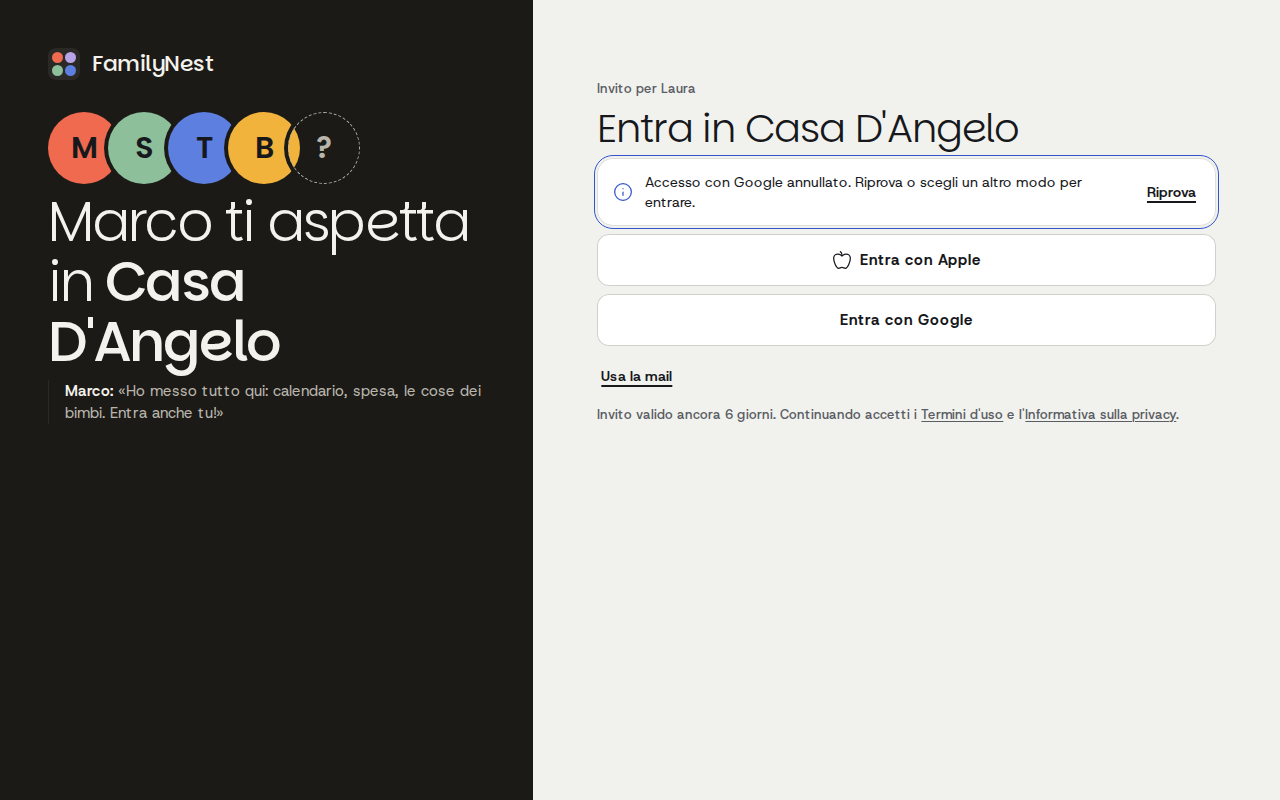 FamilyNest
M S T B ?
Marco ti aspetta
in Casa
D'Angelo
Marco: «Ho messo tutto qui: calendario, spesa, le cose dei
bimbi. Entra anche tu!»
Invito per Laura
Entra in Casa D'Angelo
Accesso con Google annullato. Riprova o scegli un altro modo per
entrare.
Riprova
Entra con Apple
Entra con Google
Usa la mail
Invito valido ancora 6 giorni. Continuando accetti i Termini d'uso e l'Informativa sulla privacy.